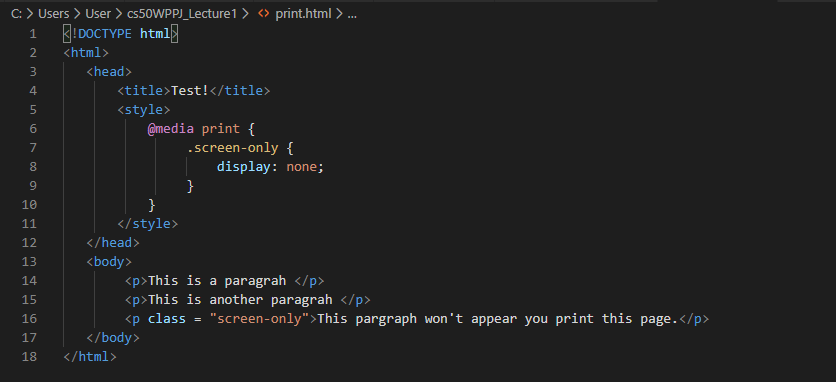 C: > Users > User > cs50WPPJ_Lecture1 > <> print.html > ...
1 <!DOCTYPE html>
2 <html>
3 <head>
4 <title>Test!</title>
5 <style>
6 @media print {
7 .screen-only {
8 display: none;
9 }
10 }
11 </style>
12 </head>
13 <body>
14 <p>This is a paragrah </p>
15 <p>This is another paragrah </p>
16 <p class = "screen-only">This pargraph won't appear you print this page.</p>
17 </body>
18 </html>